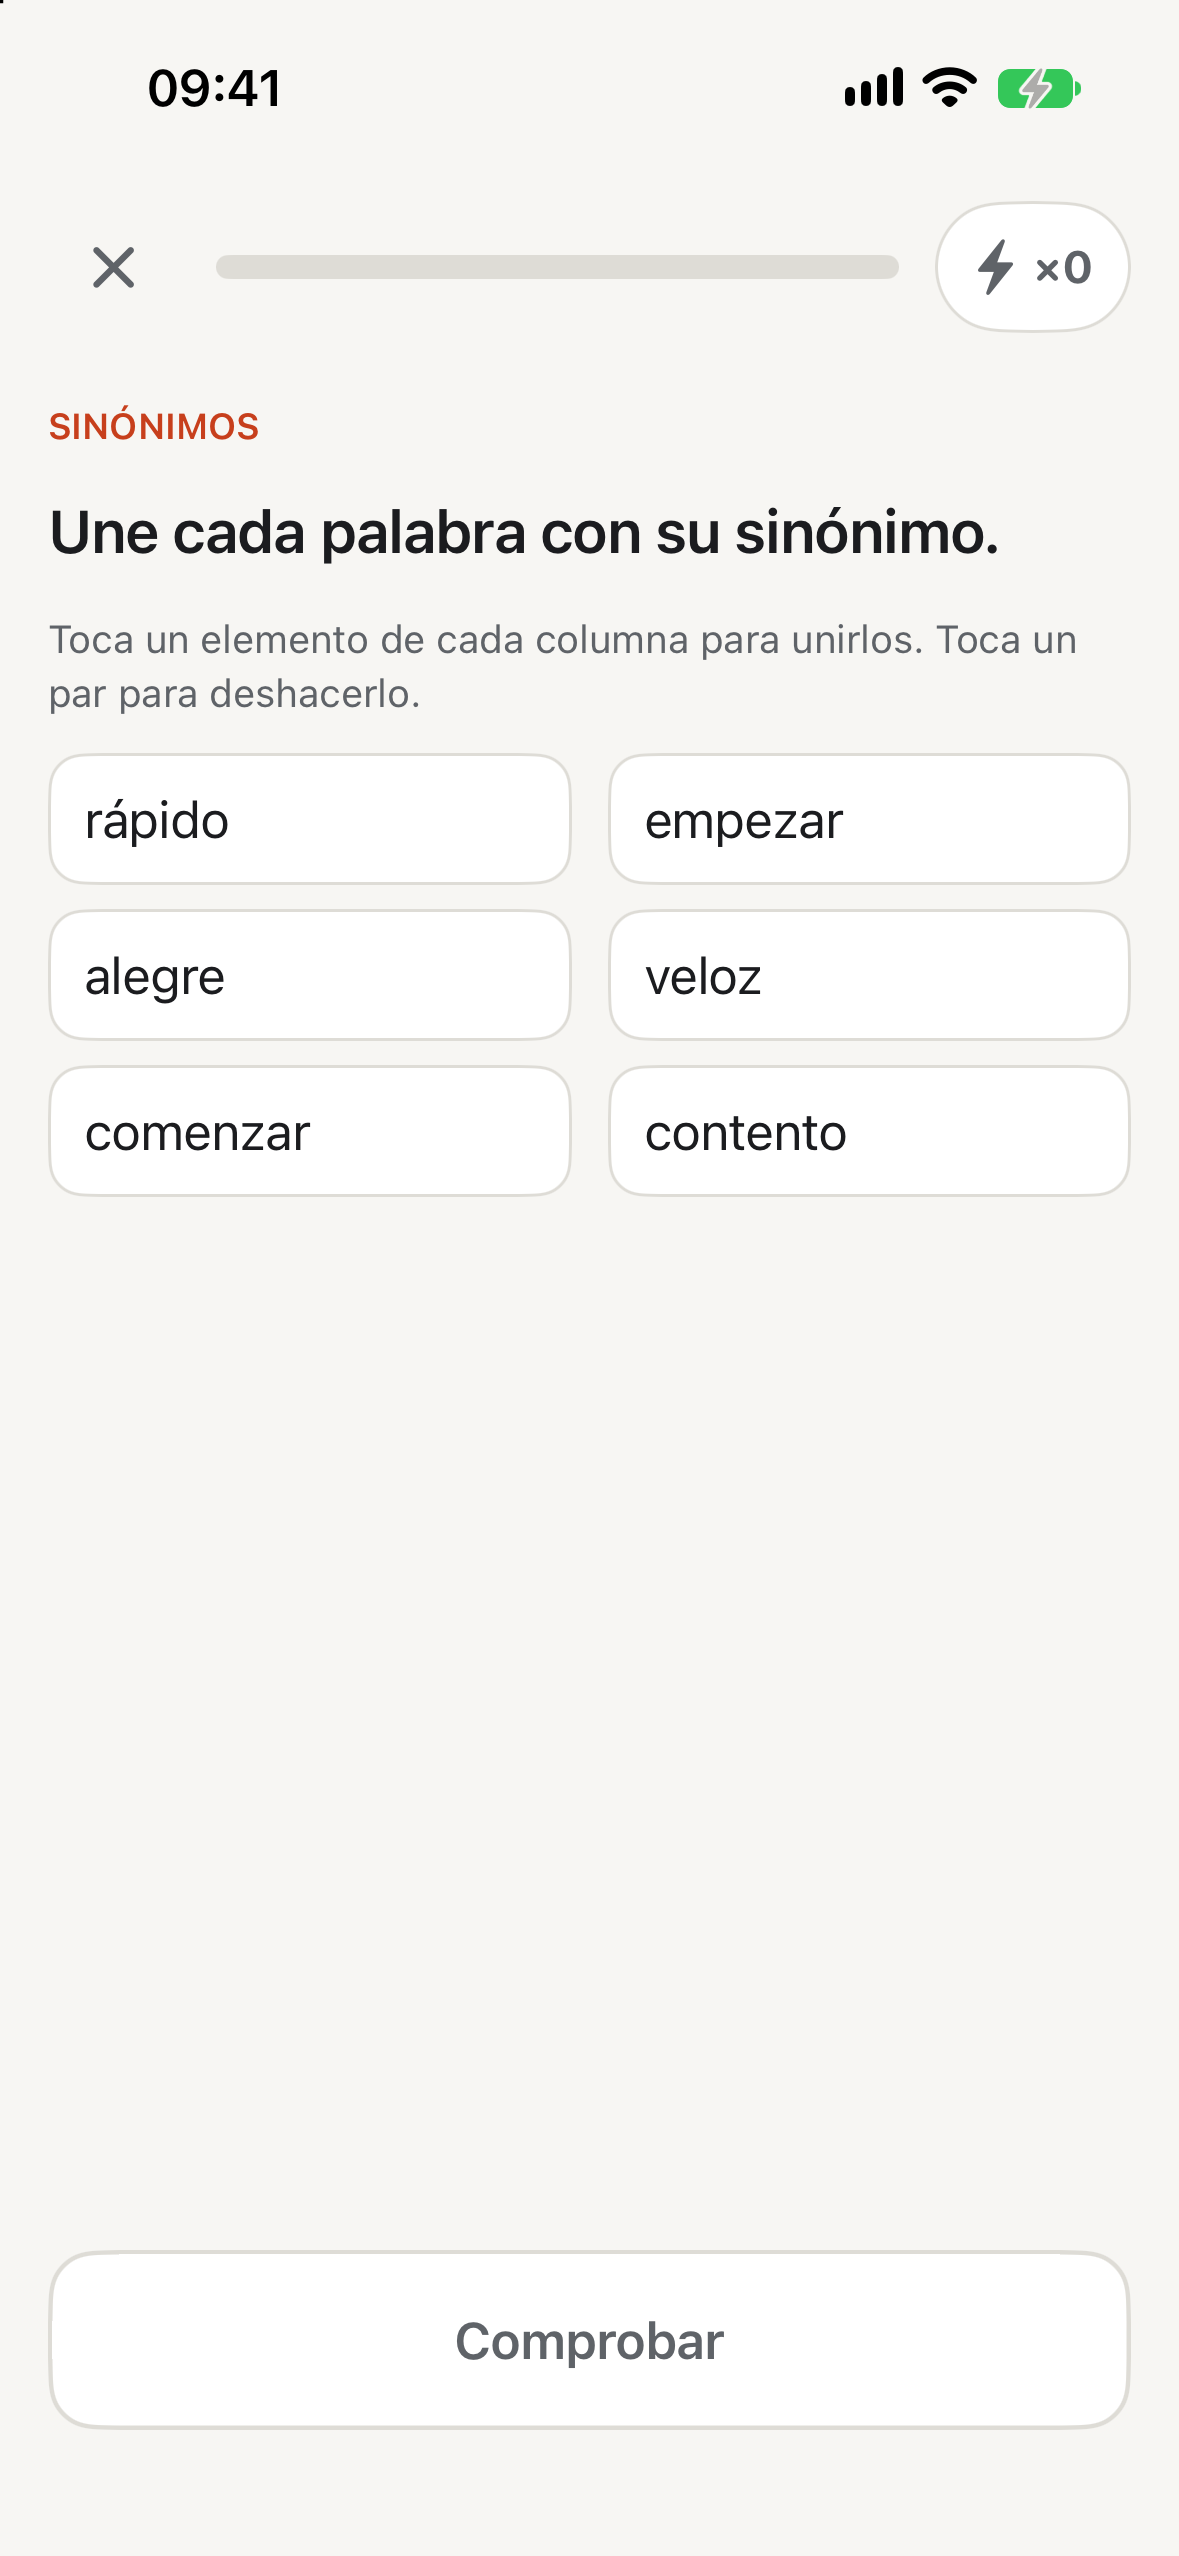 09:41
×0
SINÓNIMOS
Une cada palabra con su sinónimo.
Toca un elemento de cada columna para unirlos. Toca un
par para deshacerlo.
rápido
empezar
alegre
veloz
comenzar
contento
Comprobar